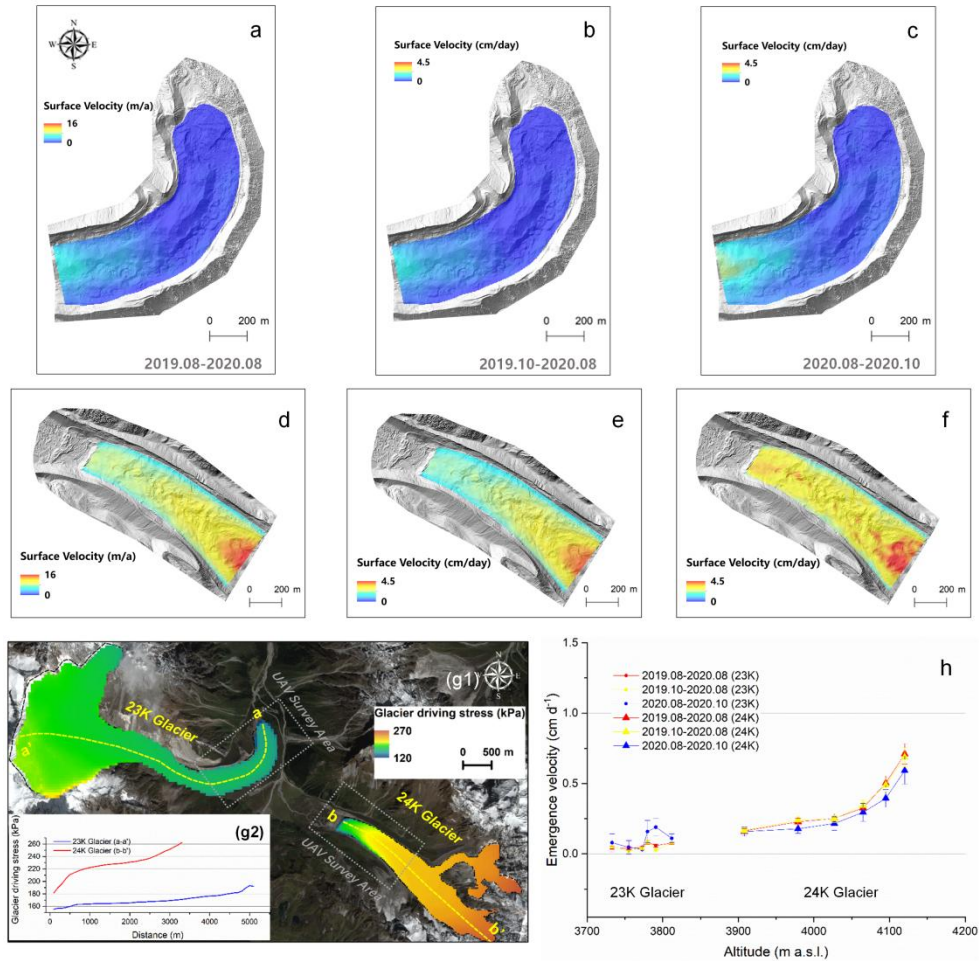 N
W E
S
a
Surface Velocity (m/a)
16
0
0 200 m
2019.08-2020.08
b
Surface Velocity (cm/day)
4.5
0
0 200 m
2019.10-2020.08
c
Surface Velocity (cm/day)
4.5
0
0 200 m
2020.08-2020.10
d
Surface Velocity (m/a)
16
0
0 200 m
e
Surface Velocity (cm/day)
4.5
0
0 200 m
f
Surface Velocity (cm/day)
4.5
0
0 200 m
(g1)
N
W E
S
Glacier driving stress (kPa)
270
120
0 500 m
23K Glacier
a
a'
UAV Survey Area
24K Glacier
b
b'
UAV Survey Area
(g2)
23K Glacier (a-a')
24K Glacier (b-b')
Glacier driving stress (kPa)
260
240
220
200
180
160
0 1000 2000 3000 4000 5000
Distance (m)
h
2019.08-2020.08 (23K)
2019.10-2020.08 (23K)
2020.08-2020.10 (23K)
2019.08-2020.08 (24K)
2019.10-2020.08 (24K)
2020.08-2020.10 (24K)
Emergence velocity (cm d⁻¹)
1.5
1.0
0.5
0.0
23K Glacier
24K Glacier
3700 3800 3900 4000 4100 4200
Altitude (m a.s.l.)